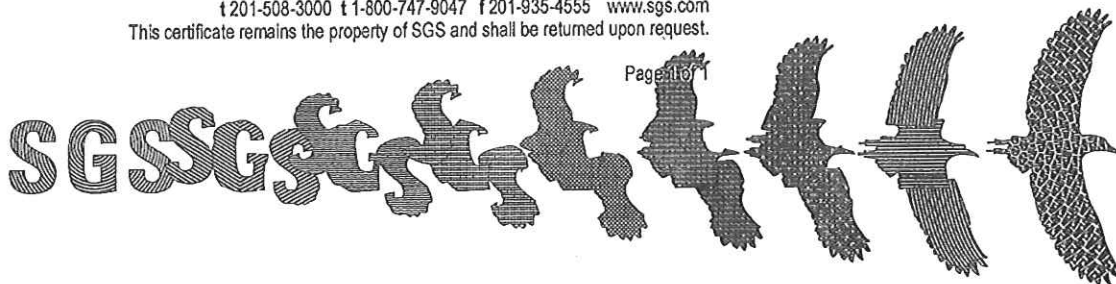 t 201-508-3000 t 1-800-747-9047 f 201-935-4555 www.sgs.com
This certificate remains the property of SGS and shall be returned upon request.
Page 1 of 1
SGS SGS